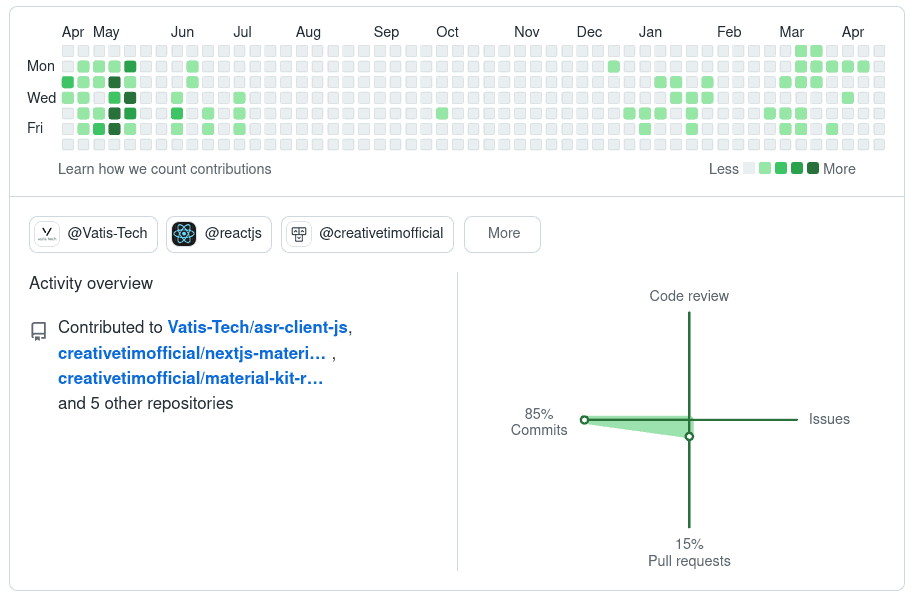 Apr May Jun Jul Aug Sep Oct Nov Dec Jan Feb Mar Apr
Mon
Wed
Fri
Learn how we count contributions
Less More
@Vatis-Tech @reactjs @creativetimofficial More
Activity overview
Contributed to Vatis-Tech/asr-client-js,
creativetimofficial/nextjs-materi… ,
creativetimofficial/material-kit-r…
and 5 other repositories
Code review
85%
Commits
Issues
15%
Pull requests